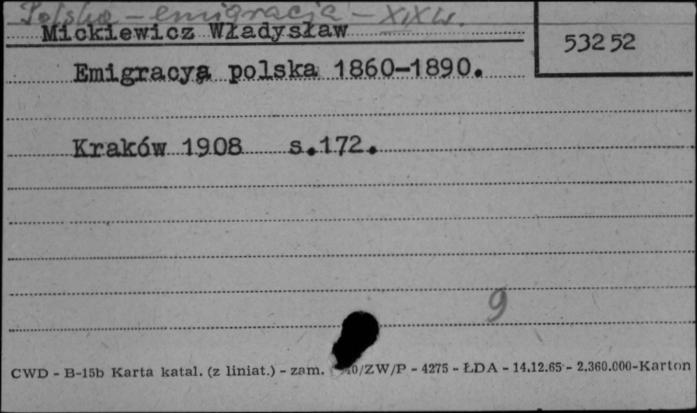 Polska - emigracja - XIX w.
Mickiewicz Władysław
53252
Emigracya polska 1860-1890.
Kraków 1908 s.172.
9
CWD - B-15b Karta katal. (z liniat.) - zam. 0/ZW/P - 4275 - ŁDA - 14.12.65 - 2.360.000-Karton